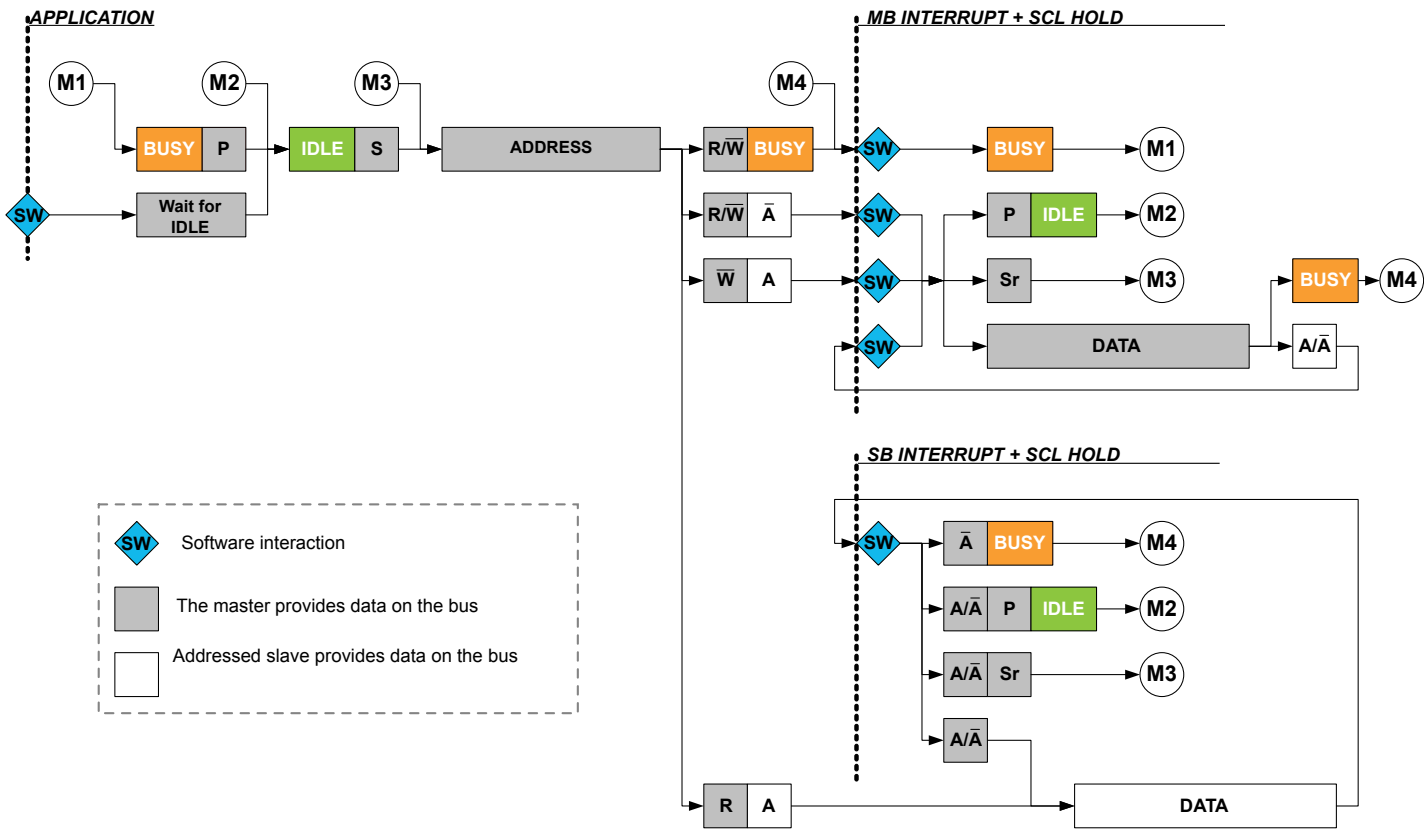 APPLICATION
MB INTERRUPT + SCL HOLD
M1
M2
M3
M4
BUSY P
IDLE S
ADDRESS
R/W̅ BUSY
SW
BUSY
M1
SW
Wait for
IDLE
R/W̅ A̅
SW
P IDLE
M2
W̅ A
SW
Sr
M3
BUSY
M4
SW
DATA
A/A̅
SB INTERRUPT + SCL HOLD
SW
A̅ BUSY
M4
A/A̅ P IDLE
M2
A/A̅ Sr
M3
A/A̅
R A
DATA
SW Software interaction
The master provides data on the bus
Addressed slave provides data on the bus